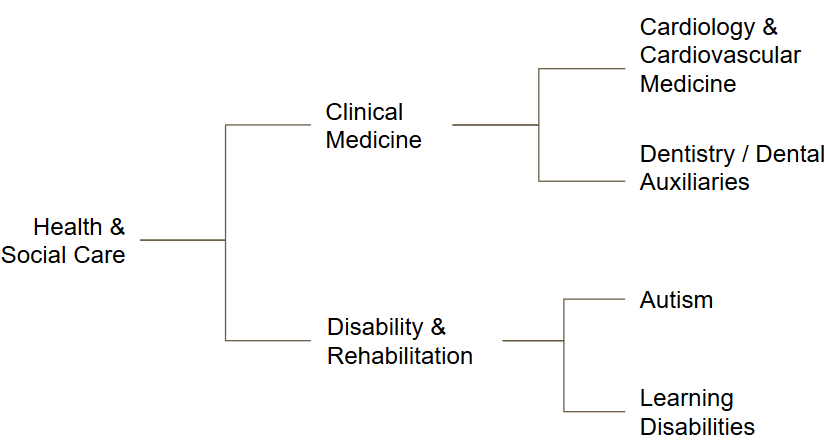 Health &
Social Care
Clinical
Medicine
Cardiology &
Cardiovascular
Medicine
Dentistry / Dental
Auxiliaries
Disability &
Rehabilitation
Autism
Learning
Disabilities